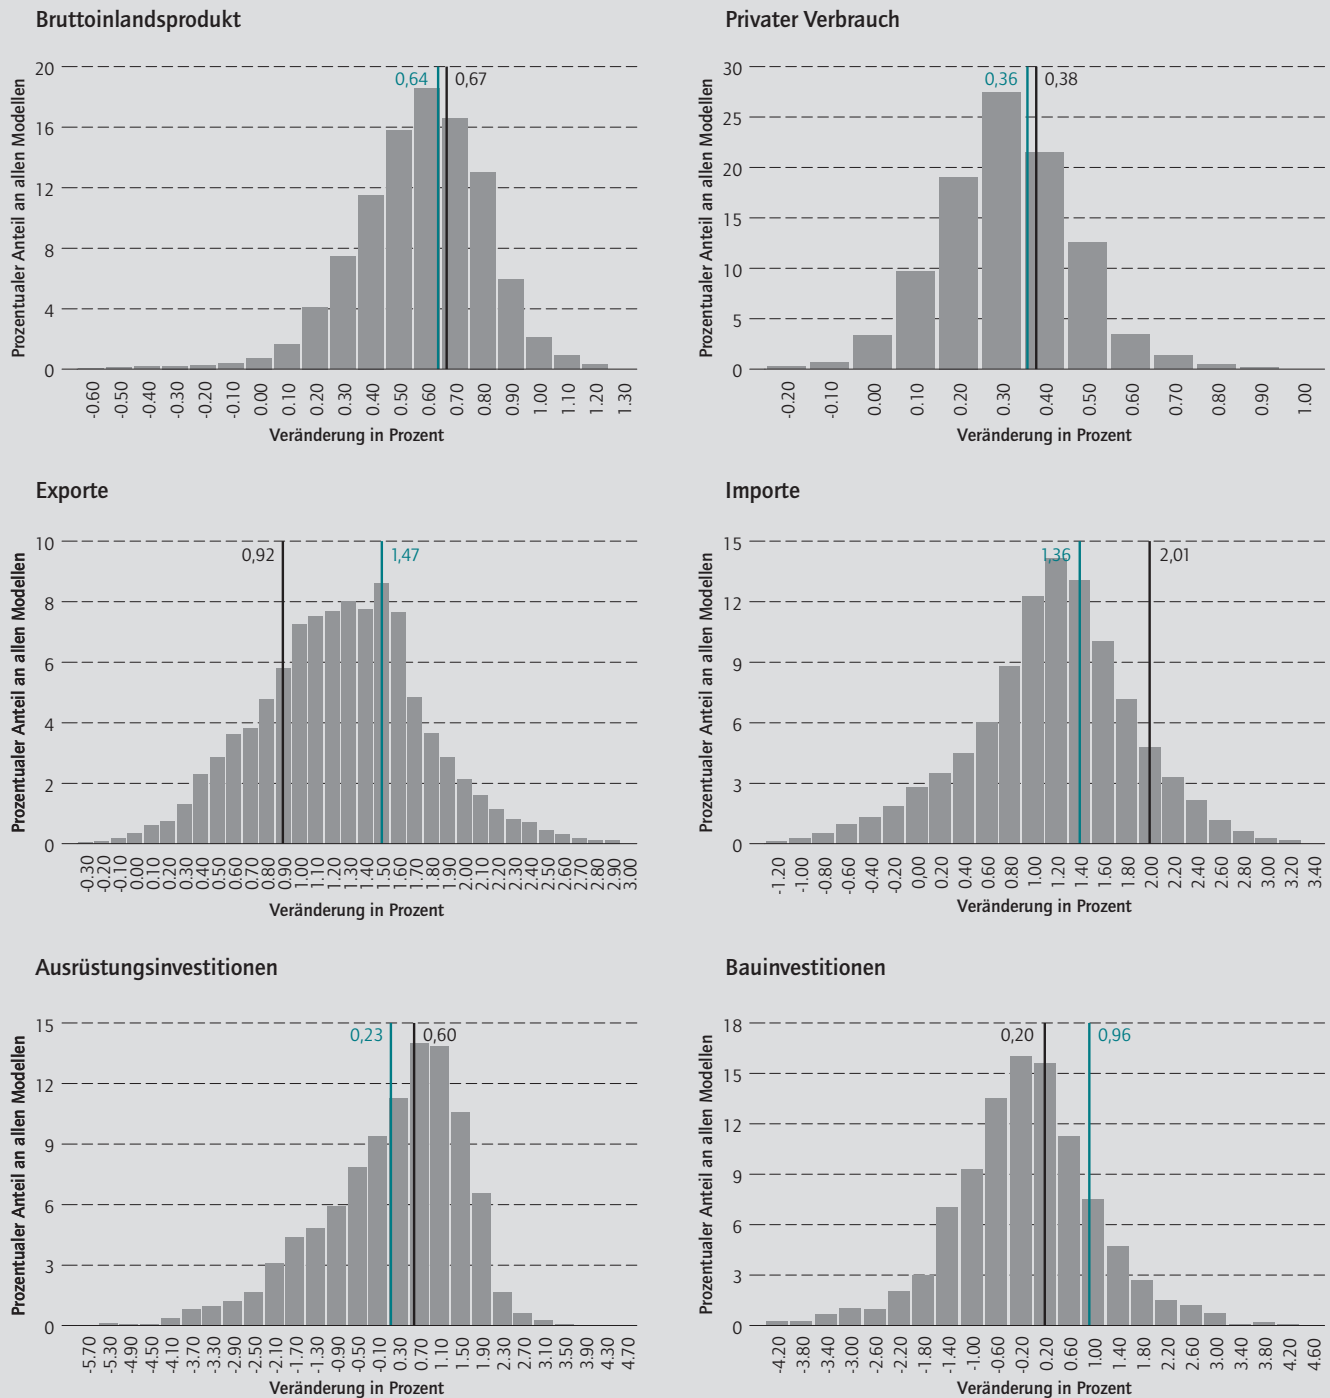 Bruttoinlandsprodukt
Prozentualer Anteil an allen Modellen
20
16
12
8
4
0
0,64
0,67
-0.60 -0.50 -0.40 -0.30 -0.20 -0.10 0.00 0.10 0.20 0.30 0.40 0.50 0.60 0.70 0.80 0.90 1.00 1.10 1.20 1.30
Veränderung in Prozent
Privater Verbrauch
Prozentualer Anteil an allen Modellen
30
25
20
15
10
5
0
0,36
0,38
-0.20 -0.10 0.00 0.10 0.20 0.30 0.40 0.50 0.60 0.70 0.80 0.90 1.00
Veränderung in Prozent
Exporte
Prozentualer Anteil an allen Modellen
10
8
6
4
2
0
0,92
1,47
-0.30 -0.20 -0.10 0.00 0.10 0.20 0.30 0.40 0.50 0.60 0.70 0.80 0.90 1.00 1.10 1.20 1.30 1.40 1.50 1.60 1.70 1.80 1.90 2.00 2.10 2.20 2.30 2.40 2.50 2.60 2.70 2.80 2.90 3.00
Veränderung in Prozent
Importe
Prozentualer Anteil an allen Modellen
15
12
9
6
3
0
1,36
2,01
-1.20 -1.00 -0.80 -0.60 -0.40 -0.20 0,00 0.20 0.40 0.60 0.80 1.00 1.20 1.40 1.60 1.80 2.00 2.20 2.40 2.60 2.80 3.00 3.20 3.40
Veränderung in Prozent
Ausrüstungsinvestitionen
Prozentualer Anteil an allen Modellen
15
12
9
6
3
0
0,23
0,60
-5.70 -5.30 -4.90 -4.50 -4.10 -3.70 -3.30 -2.90 -2.50 -2.10 -1.70 -1.30 -0.90 -0.50 -0.10 0.30 0.70 1.10 1.50 1.90 2.30 2.70 3.10 3.50 3.90 4.30 4.70
Veränderung in Prozent
Bauinvestitionen
Prozentualer Anteil an allen Modellen
18
15
12
9
6
3
0
0,20
0,96
-4.20 -3.80 -3.40 -3.00 -2.60 -2.20 -1.80 -1.40 -1.00 -0.60 -0.20 0.20 0.60 1.00 1.40 1.80 2.20 2.60 3.00 3.40 3.80 4.20 4.60
Veränderung in Prozent